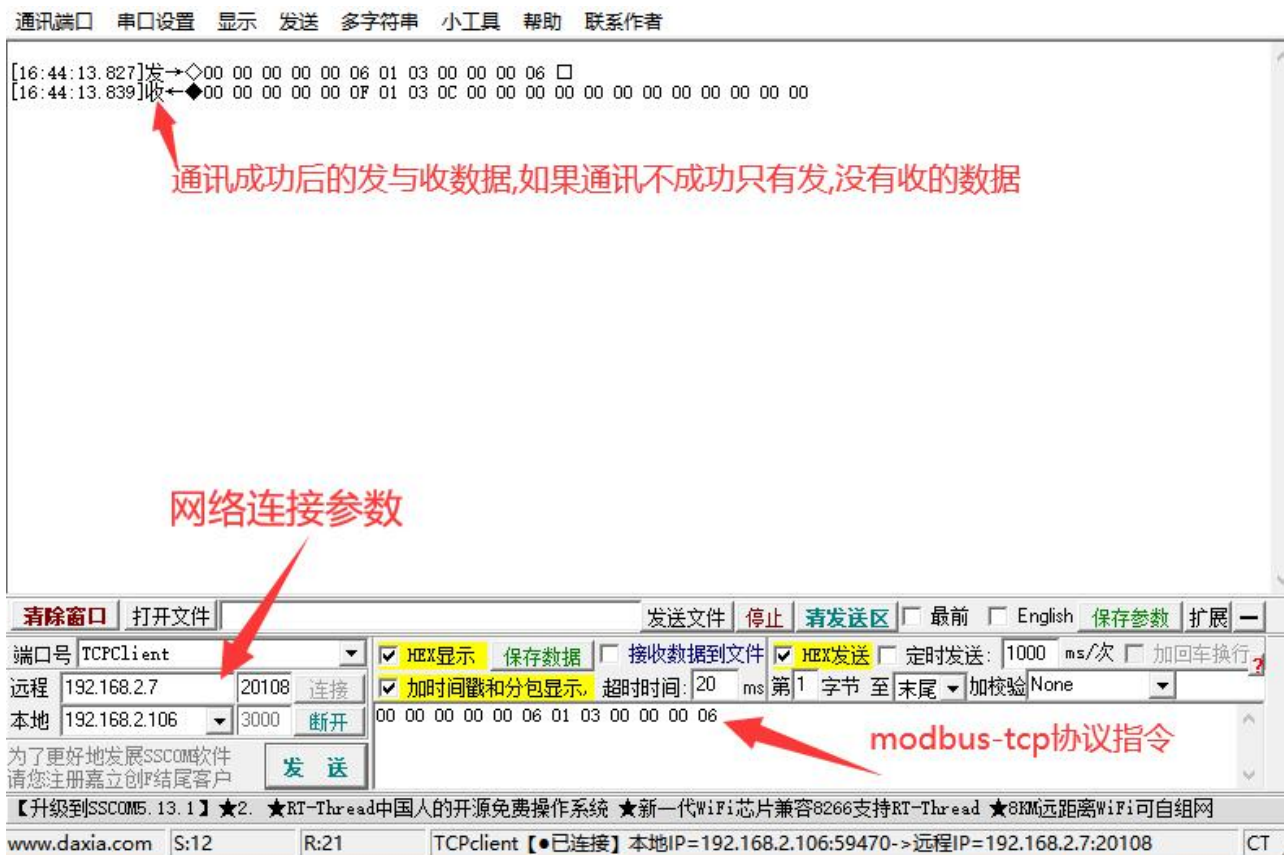 通讯端口 串口设置 显示 发送 多字符串 小工具 帮助 联系作者
[16:44:13.827]发→◇00 00 00 00 00 06 01 03 00 00 00 06 □
[16:44:13.839]收←◆00 00 00 00 00 0F 01 03 0C 00 00 00 00 00 00 00 00 00 00 00 00
通讯成功后的发与收数据,如果通讯不成功只有发,没有收的数据
网络连接参数
清除窗口 打开文件 发送文件 停止 清发送区 最前 English 保存参数 扩展 —
端口号 TCPClient HEX显示 保存数据 接收数据到文件 HEX发送 定时发送: 1000 ms/次 加回车换行
远程 192.168.2.7 20108 连接 加时间戳和分包显示, 超时时间: 20 ms 第1 字节 至 末尾 加校验 None ?
本地 192.168.2.106 3000 断开 00 00 00 00 00 06 01 03 00 00 00 06
modbus-tcp协议指令
为了更好地发展SSCOM软件
请您注册嘉立创F结尾客户
发 送
【升级到SSCOM5.13.1】★2. ★RT-Thread中国人的开源免费操作系统 ★新一代WiFi芯片兼容8266支持RT-Thread ★8KM远距离WiFi可自组网
www.daxia.com S:12 R:21 TCPclient【●已连接】本地IP=192.168.2.106:59470->远程IP=192.168.2.7:20108 CT